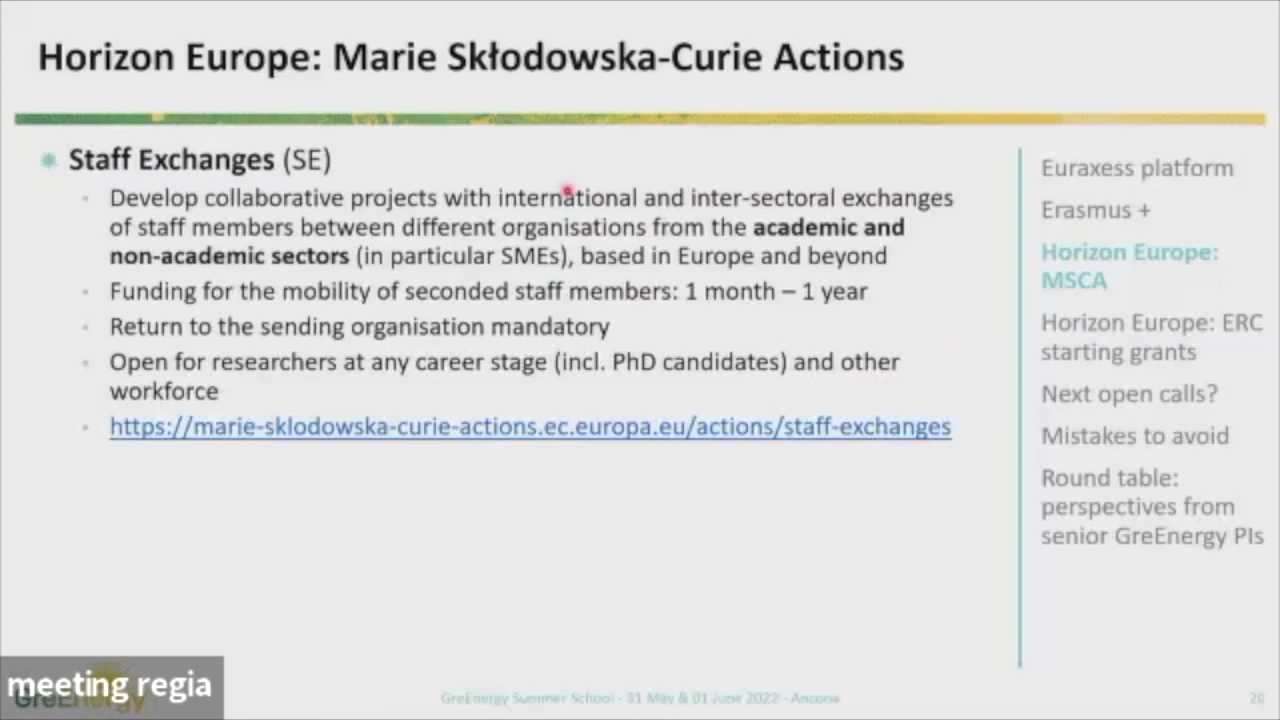 Horizon Europe: Marie Skłodowska-Curie Actions
Staff Exchanges (SE)
Develop collaborative projects with international and inter-sectoral exchanges
of staff members between different organisations from the academic and
non-academic sectors (in particular SMEs), based in Europe and beyond
Funding for the mobility of seconded staff members: 1 month – 1 year
Return to the sending organisation mandatory
Open for researchers at any career stage (incl. PhD candidates) and other
workforce
https://marie-sklodowska-curie-actions.ec.europa.eu/actions/staff-exchanges
Euraxess platform
Erasmus +
Horizon Europe:
MSCA
Horizon Europe: ERC
starting grants
Next open calls?
Mistakes to avoid
Round table:
perspectives from
senior GreEnergy PIs
meeting regia
GreEnergy
GreEnergy Summer School - 31 May & 01 June 2022 - Ancona
20